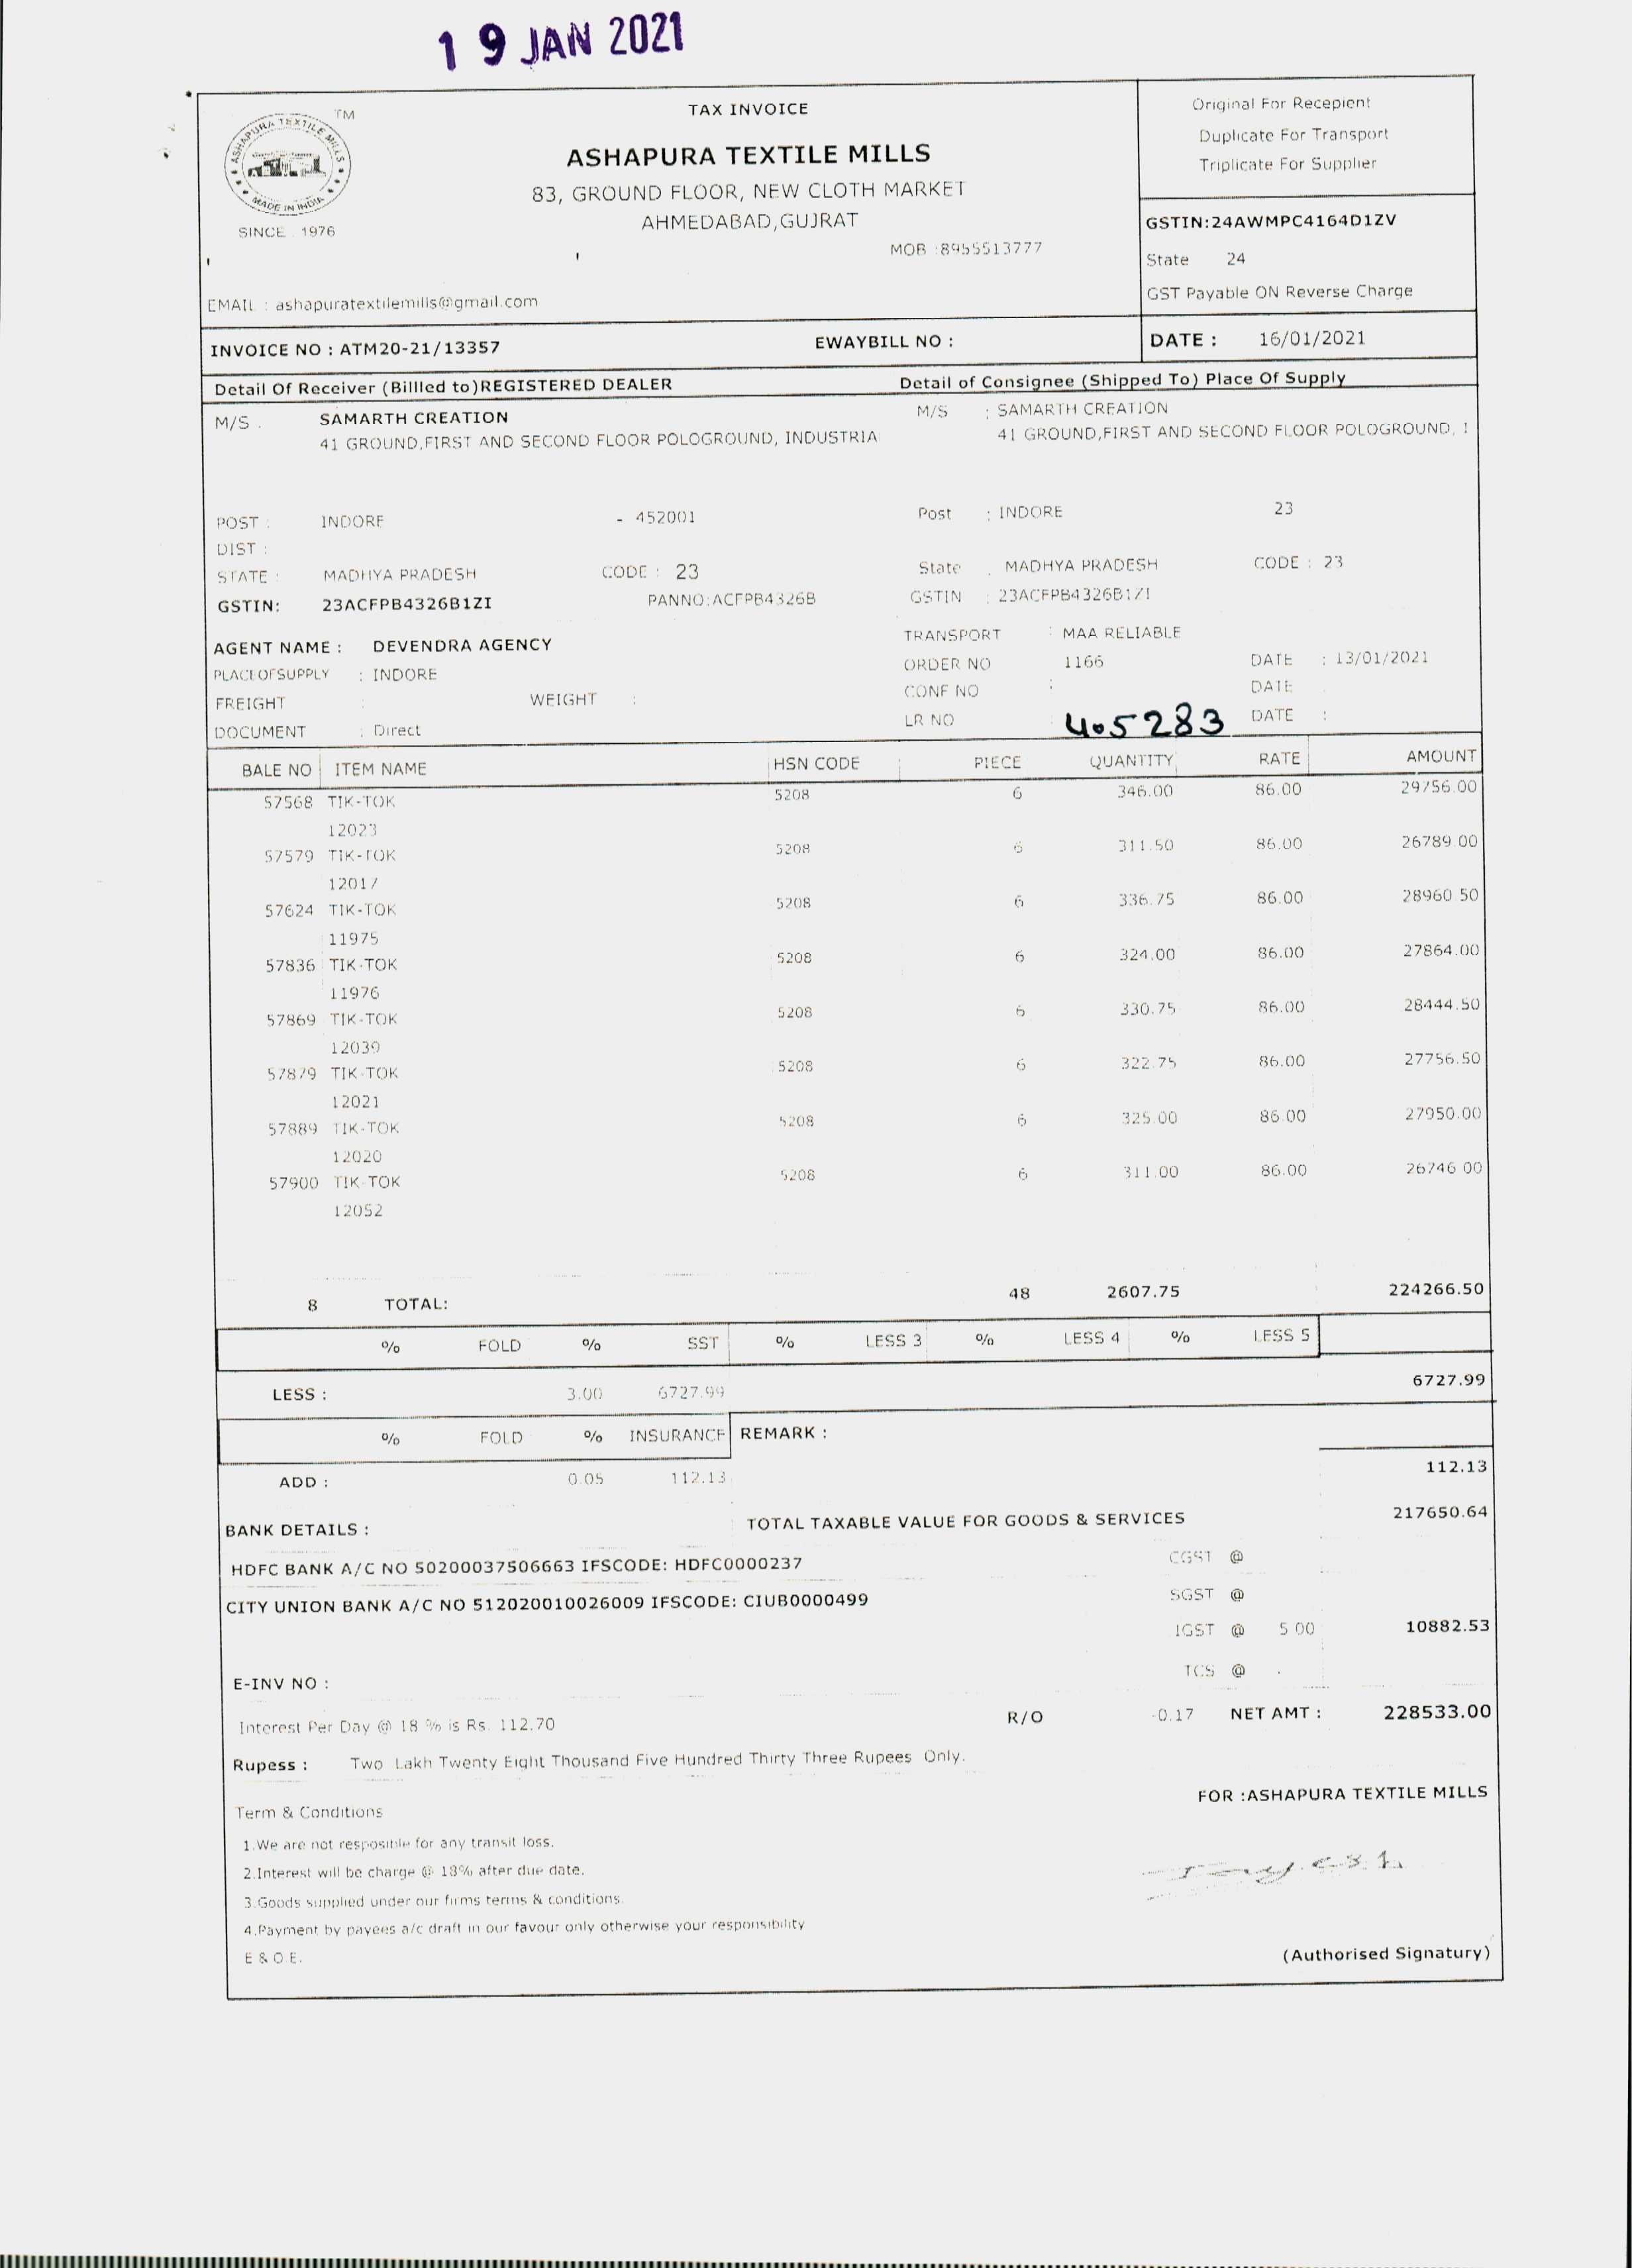 19 JAN 2021
TAX INVOICE
Original For Recepient
Duplicate For Transport
Triplicate For Supplier
ASHAPURA TEXTILE MILLS TM
MADE IN INDIA
SINCE 1976
ASHAPURA TEXTILE MILLS
83, GROUND FLOOR, NEW CLOTH MARKET
AHMEDABAD,GUJRAT
MOB :8955513777
EMAIL : ashapuratextilemills@gmail.com
GSTIN:24AWMPC4164D1ZV
State 24
GST Payable ON Reverse Charge
INVOICE NO : ATM20-21/13357 EWAYBILL NO : DATE : 16/01/2021
Detail Of Receiver (Billled to)REGISTERED DEALER Detail of Consignee (Shipped To) Place Of Supply
M/S . SAMARTH CREATION M/S : SAMARTH CREATION
41 GROUND,FIRST AND SECOND FLOOR POLOGROUND, INDUSTRIA 41 GROUND,FIRST AND SECOND FLOOR POLOGROUND, I
POST : INDORE - 452001 Post : INDORE 23
DIST :
STATE : MADHYA PRADESH CODE : 23 State . MADHYA PRADESH CODE : 23
GSTIN: 23ACFPB4326B1ZI PANNO:ACFPB4326B GSTIN : 23ACFPB4326B1ZI
AGENT NAME : DEVENDRA AGENCY TRANSPORT : MAA RELIABLE
PLACEOFSUPPLY : INDORE ORDER NO 1166 DATE : 13/01/2021
FREIGHT : WEIGHT : CONF NO : DATE
DOCUMENT : Direct LR NO : 405283 DATE :
BALE NO ITEM NAME HSN CODE PIECE QUANTITY RATE AMOUNT
57568 TIK-TOK 5208 6 346.00 86.00 29756.00
12023
57579 TIK-TOK 5208 6 311.50 86.00 26789.00
12017
57624 TIK-TOK 5208 6 336.75 86.00 28960.50
11975
57836 TIK-TOK 5208 6 324.00 86.00 27864.00
11976
57869 TIK-TOK 5208 6 330.75 86.00 28444.50
12039
57879 TIK-TOK 5208 6 322.75 86.00 27756.50
12021
57889 TIK-TOK 5208 6 325.00 86.00 27950.00
12020
57900 TIK-TOK 5208 6 311.00 86.00 26746.00
12052
8 TOTAL: 48 2607.75 224266.50
% FOLD % SST % LESS 3 % LESS 4 % LESS 5
LESS : 3.00 6727.99 6727.99
% FOLD % INSURANCE REMARK :
ADD : 0.05 112.13 112.13
BANK DETAILS : TOTAL TAXABLE VALUE FOR GOODS & SERVICES 217650.64
HDFC BANK A/C NO 50200037506663 IFSCODE: HDFC0000237 CGST @
CITY UNION BANK A/C NO 512020010026009 IFSCODE: CIUB0000499 SGST @
IGST @ 5.00 10882.53
E-INV NO : TCS @
Interest Per Day @ 18 % is Rs. 112.70 R/O -0.17 NET AMT : 228533.00
Rupess : Two Lakh Twenty Eight Thousand Five Hundred Thirty Three Rupees Only.
FOR :ASHAPURA TEXTILE MILLS
Term & Conditions
1.We are not resposible for any transit loss.
2.Interest will be charge @ 18% after due date.
3.Goods supplied under our firms terms & conditions.
4.Payment by payees a/c draft in our favour only otherwise your responsibility
E & O E. (Authorised Signatury)